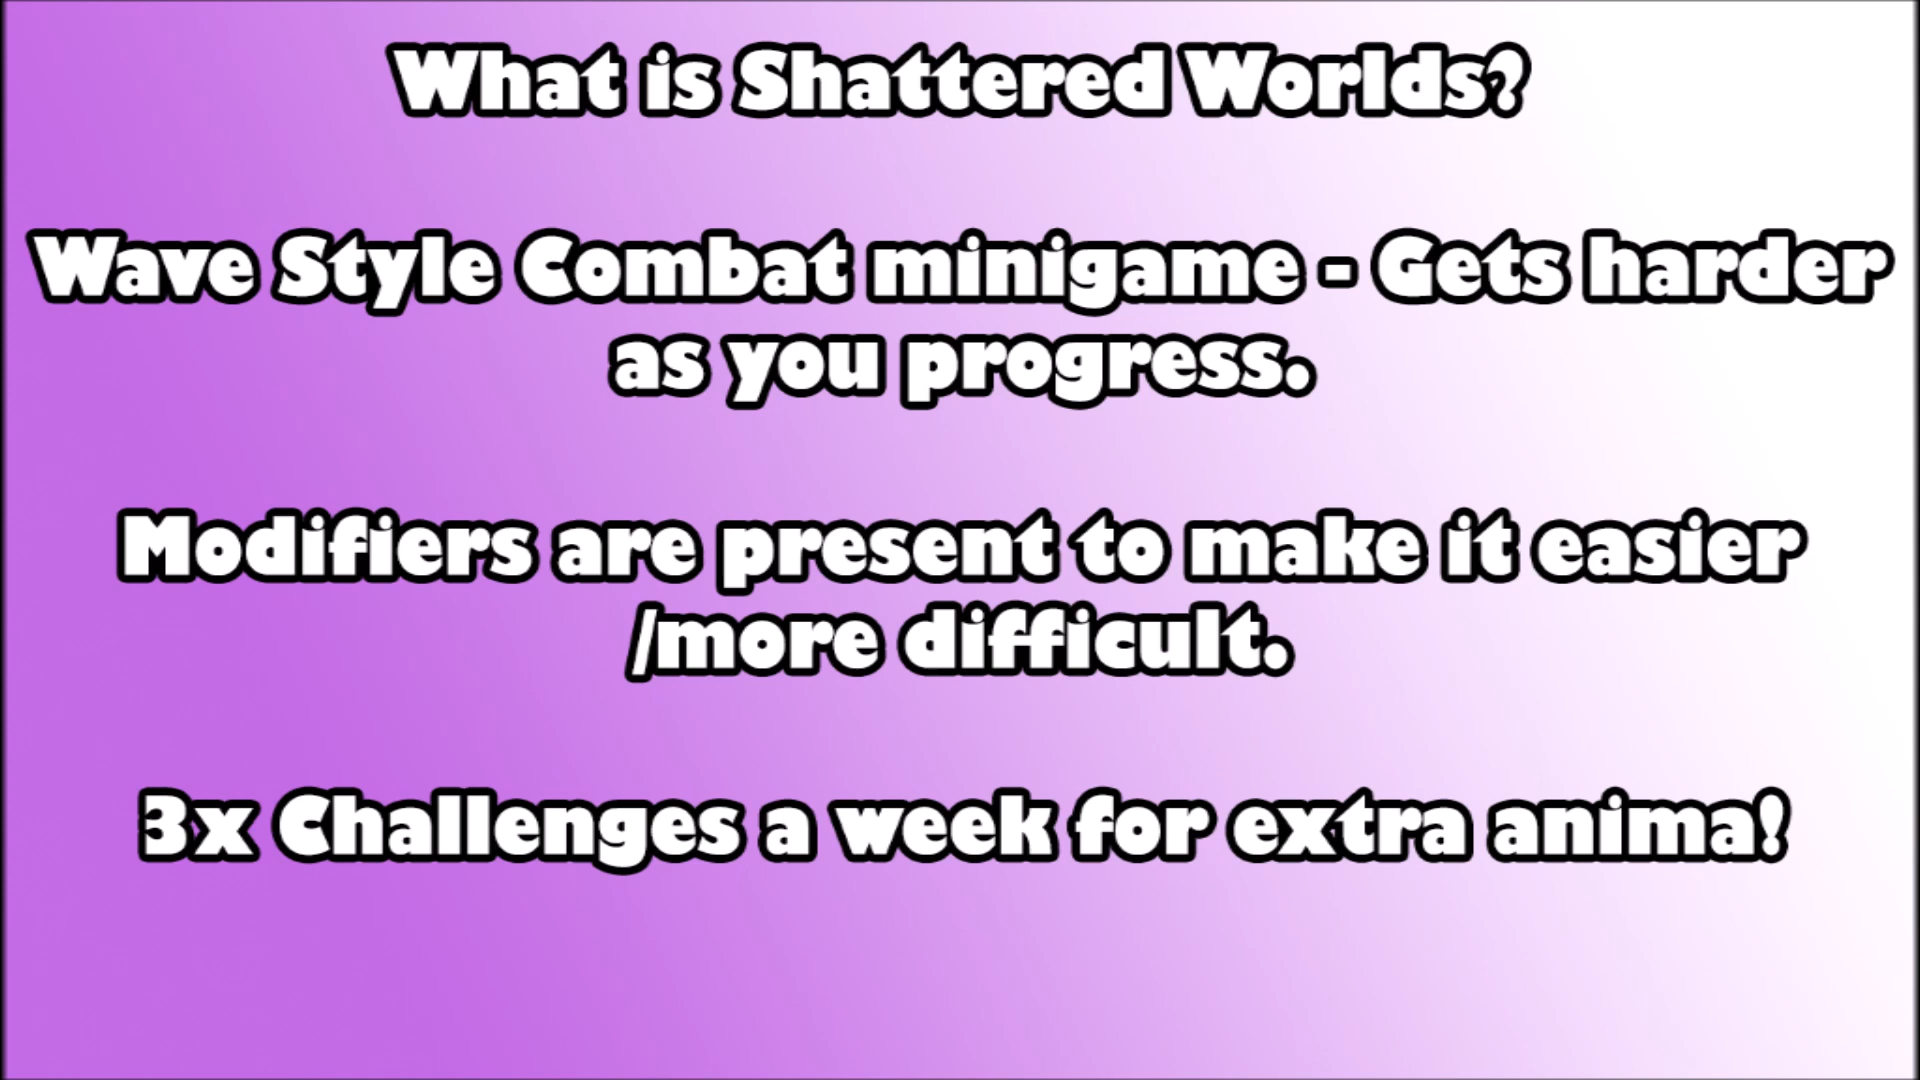 What is Shattered Worlds?
Wave Style Combat minigame - Gets harder
as you progress.
Modifiers are present to make it easier
/more difficult.
3x Challenges a week for extra anima!